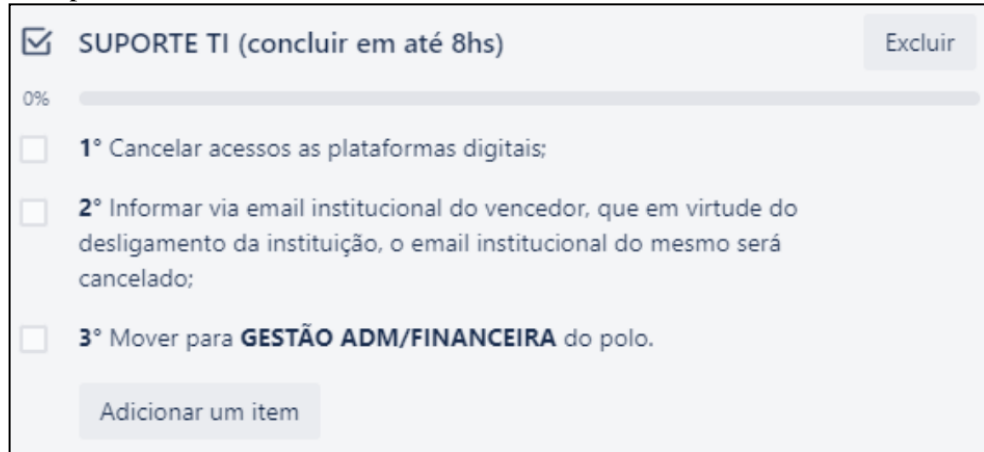 SUPORTE TI (concluir em até 8hs)
Excluir
0%
1° Cancelar acessos as plataformas digitais;
2° Informar via email institucional do vencedor, que em virtude do
desligamento da instituição, o email institucional do mesmo será
cancelado;
3° Mover para GESTÃO ADM/FINANCEIRA do polo.
Adicionar um item